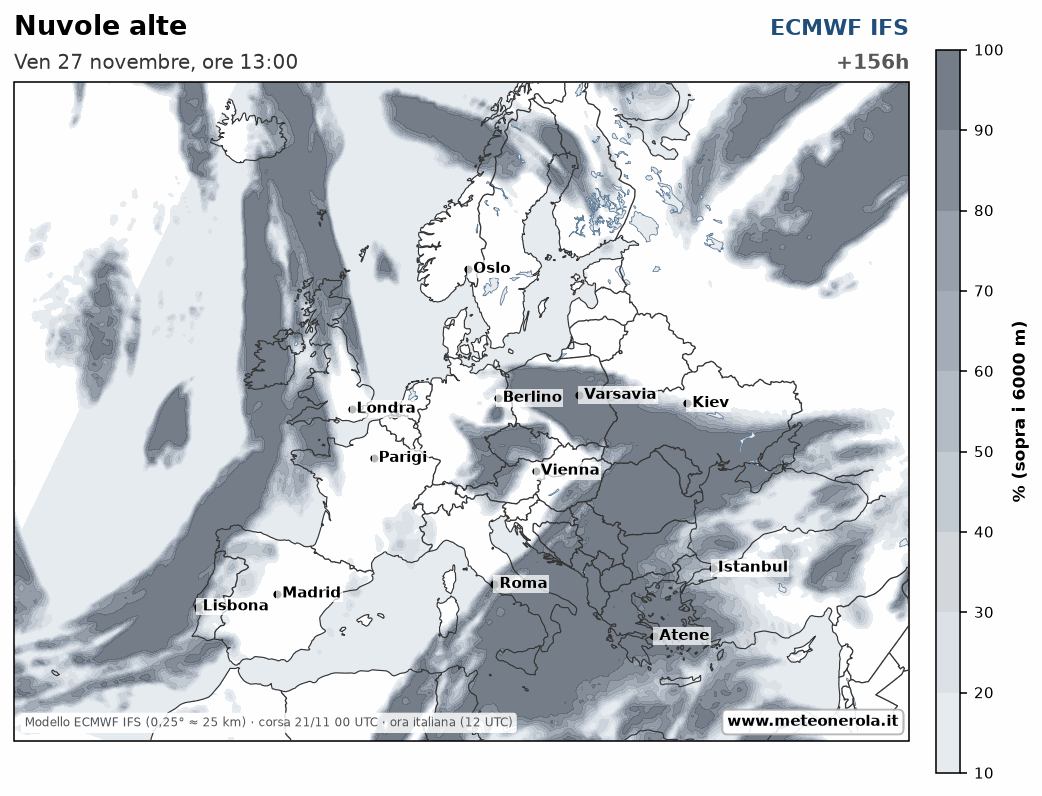 Nuvole alte
ECMWF IFS
Ven 27 novembre, ore 13:00
+156h
100
90
80
70
60
50
40
30
20
10
% (sopra i 6000 m)
Oslo
Berlino
Varsavia
Kiev
Londra
Parigi
Vienna
Istanbul
Roma
Madrid
Lisbona
Atene
Modello ECMWF IFS (0,25° ≈ 25 km) · corsa 21/11 00 UTC · ora italiana (12 UTC)
www.meteonerola.it